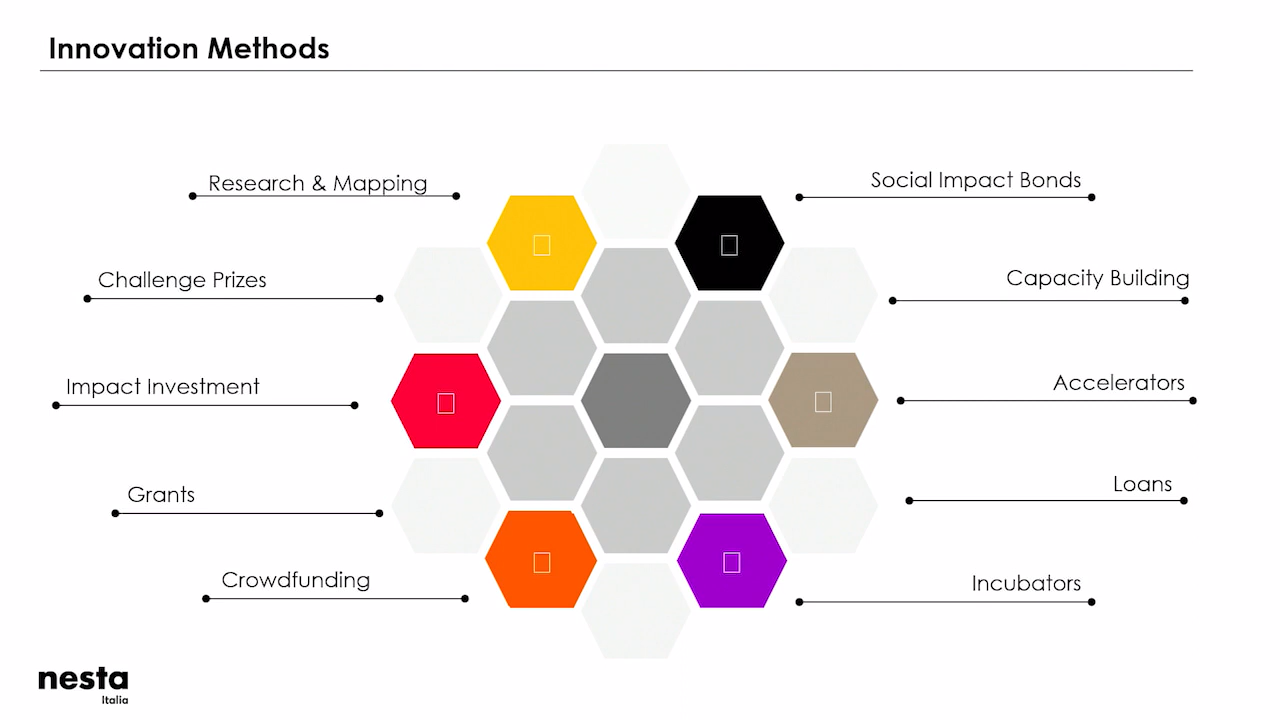 Innovation Methods
Research & Mapping
Challenge Prizes
Impact Investment
Grants
Crowdfunding
Social Impact Bonds
Capacity Building
Accelerators
Loans
Incubators
nesta
Italia